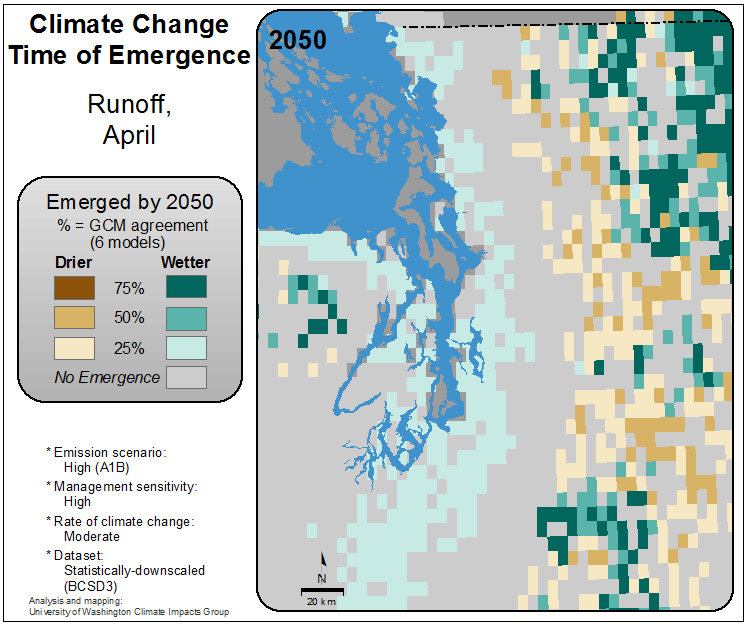 Climate Change
Time of Emergence
Runoff,
April
Emerged by 2050
% = GCM agreement
(6 models)
Drier Wetter
75%
50%
25%
No Emergence
* Emission scenario:
High (A1B)
* Management sensitivity:
High
* Rate of climate change:
Moderate
* Dataset:
Statistically-downscaled
(BCSD3)
Analysis and mapping:
University of Washington Climate Impacts Group
2050
N
20 km